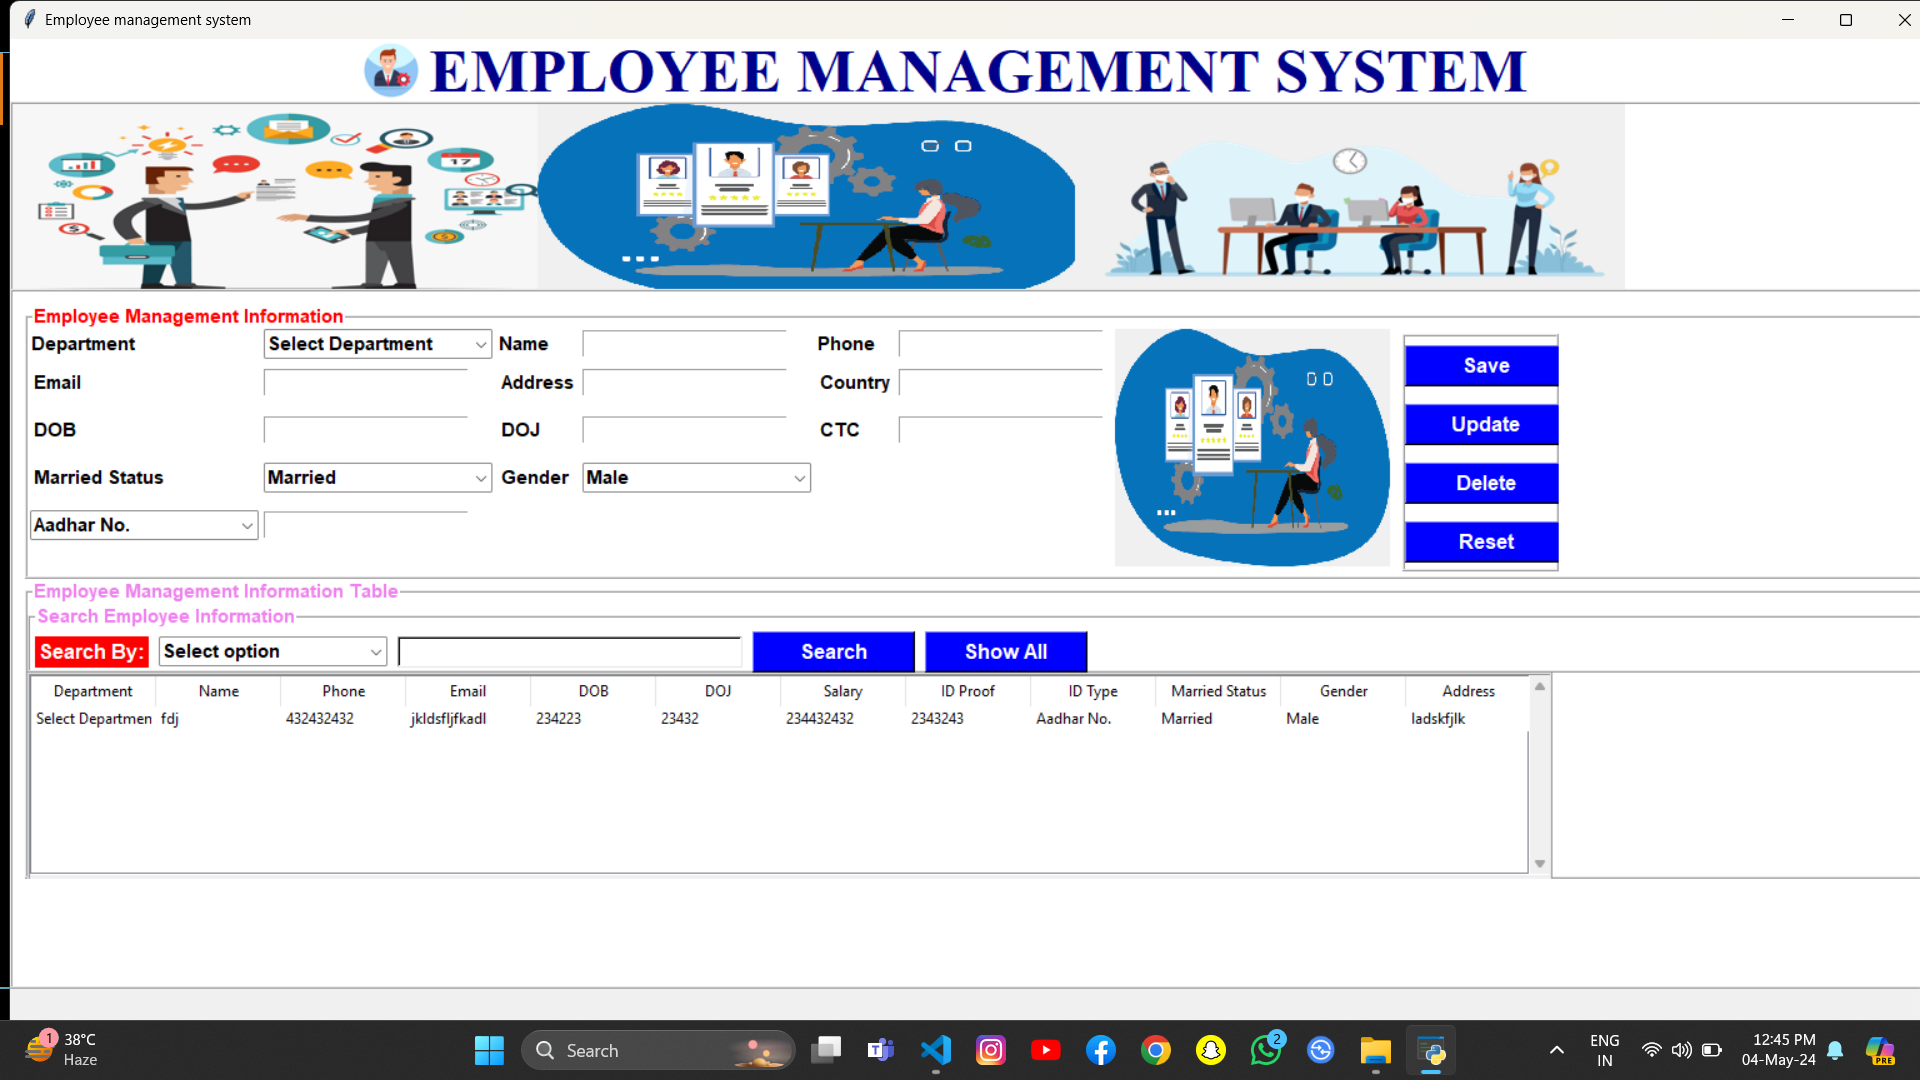 Employee management system
EMPLOYEE MANAGEMENT SYSTEM
17
Employee Management Information
Department Select Department Name Phone
Email Address Country
DOB DOJ CTC
Married Status Married Gender Male
Aadhar No.
Save
Update
Delete
Reset
Employee Management Information Table
Search Employee Information
Search By: Select option Search Show All
Department Name Phone Email DOB DOJ Salary ID Proof ID Type Married Status Gender Address
Select Departmen fdj 432432432 jkldsfljfkadl 234223 23432 234432432 2343243 Aadhar No. Married Male ladskfjlk
1 38°C
Haze
Search
2
ENG
IN
12:45 PM
04-May-24
PRE